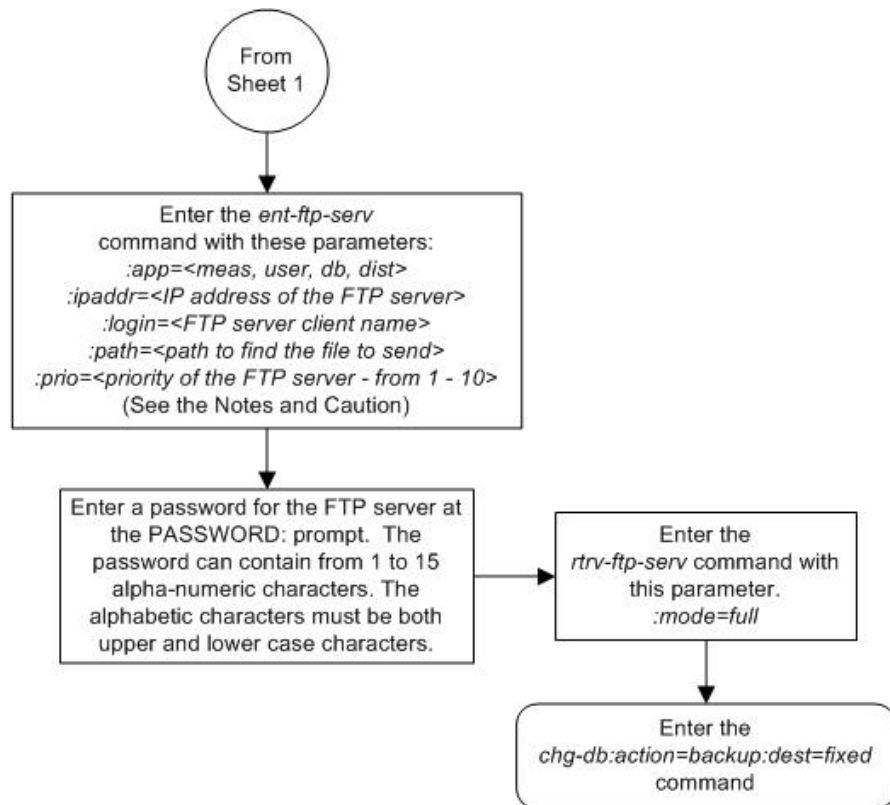 From
Sheet 1
Enter the ent-ftp-serv
command with these parameters:
:app=<meas, user, db, dist>
:ipaddr=<IP address of the FTP server>
:login=<FTP server client name>
:path=<path to find the file to send>
:prio=<priority of the FTP server - from 1 - 10>
(See the Notes and Caution)
Enter a password for the FTP server at
the PASSWORD: prompt. The
password can contain from 1 to 15
alpha-numeric characters. The
alphabetic characters must be both
upper and lower case characters.
Enter the
rtrv-ftp-serv command with
this parameter.
:mode=full
Enter the
chg-db:action=backup:dest=fixed
command